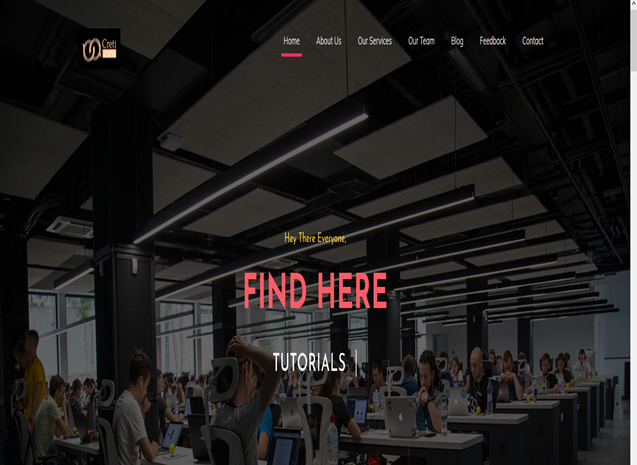 Creti
Home About Us Our Services Our Team Blog Feedback Contact
Hey There Everyone,
FIND HERE
TUTORIALS